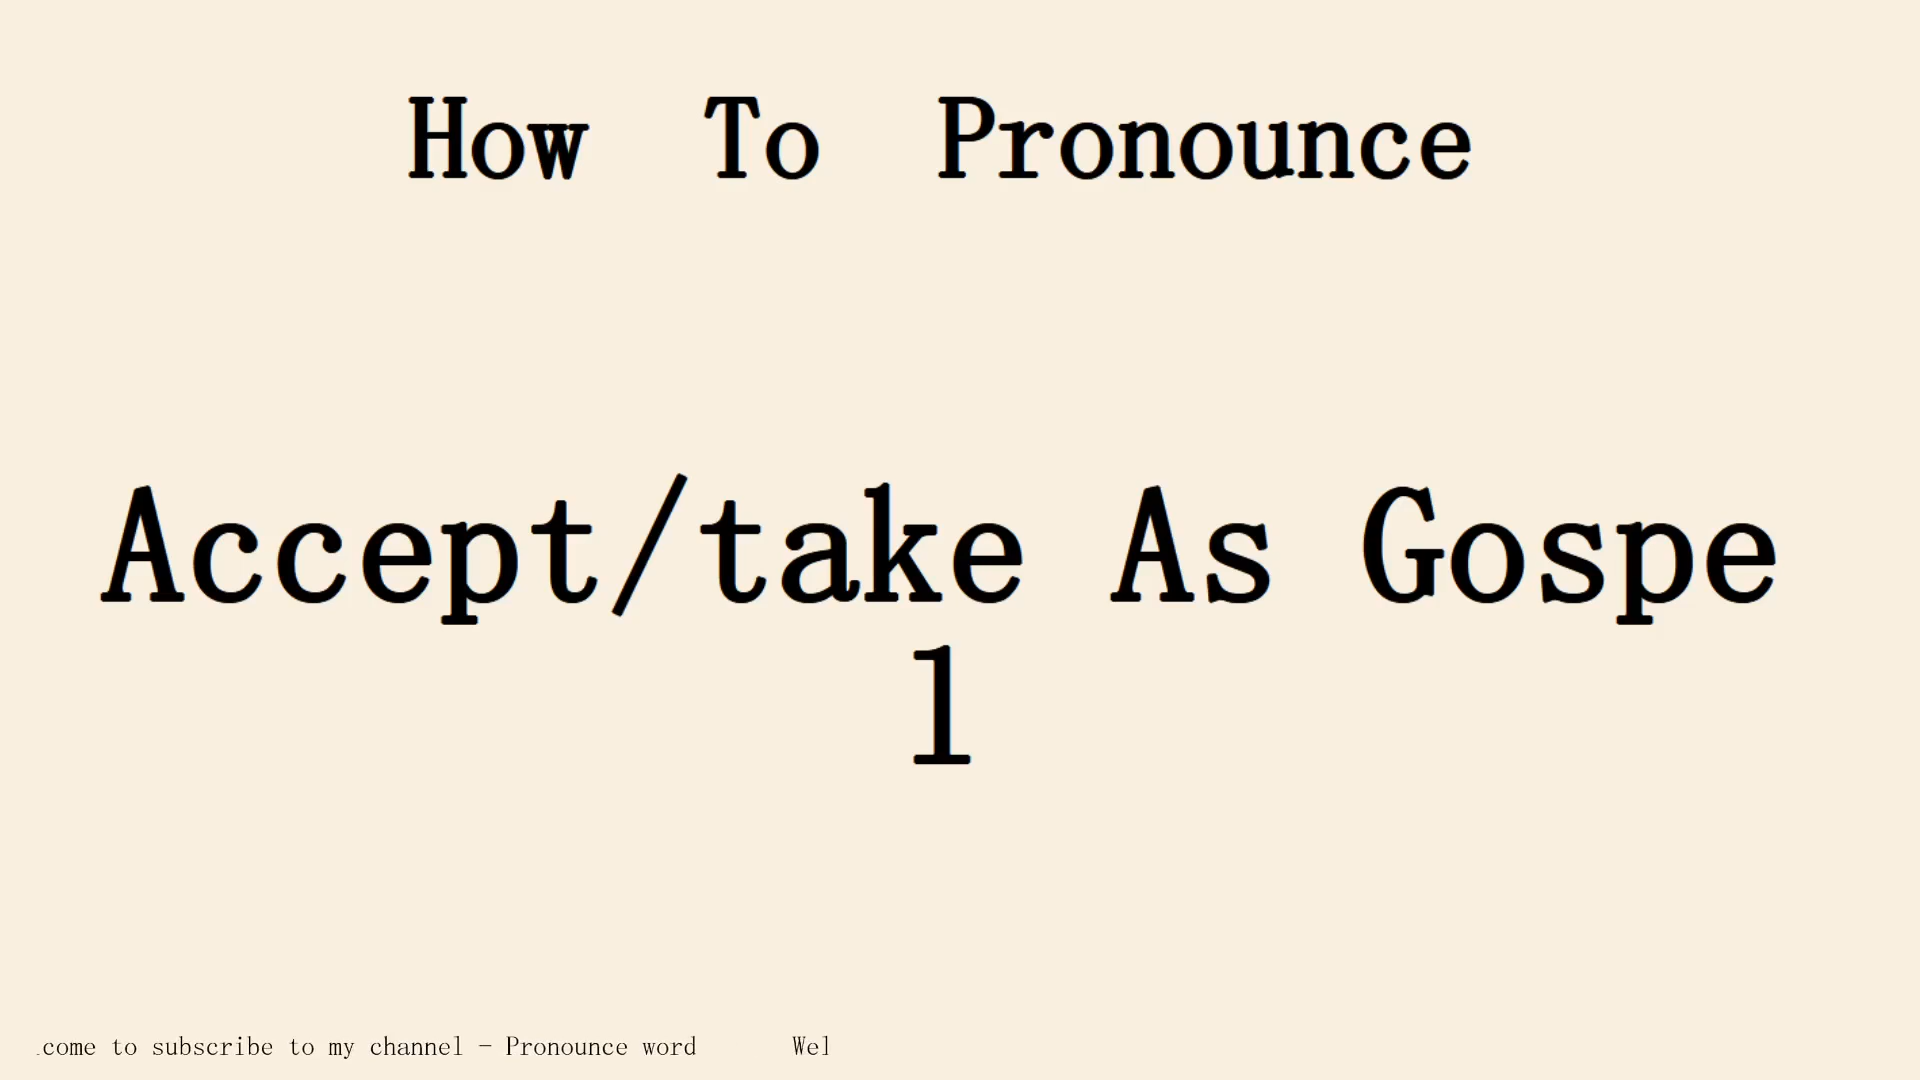 How To Pronounce
Accept/take As Gospe
l
come to subscribe to my channel - Pronounce word Wel